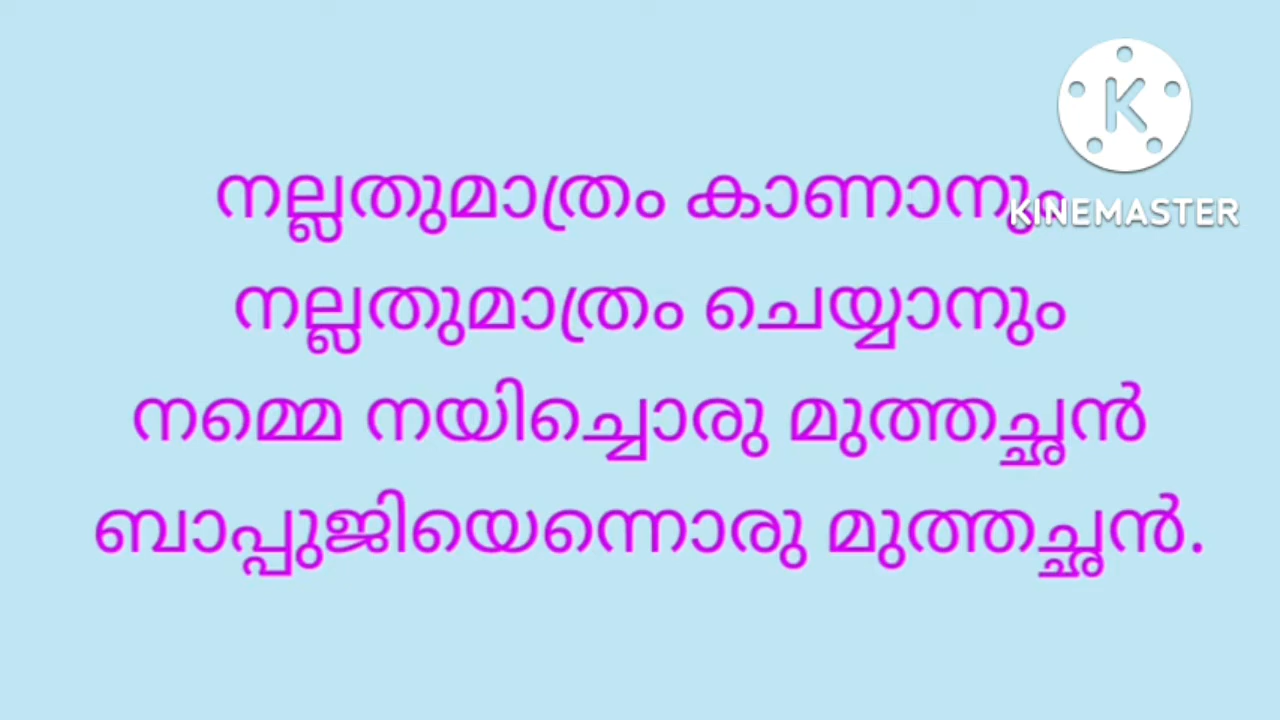 നല്ലതുമാത്രം കാണാനും
KINEMASTER
നല്ലതുമാത്രം ചെയ്യാനും
നമ്മെ നയിച്ചൊരു മുത്തച്ഛൻ
ബാപ്പുജിയെന്നൊരു മുത്തച്ഛൻ.